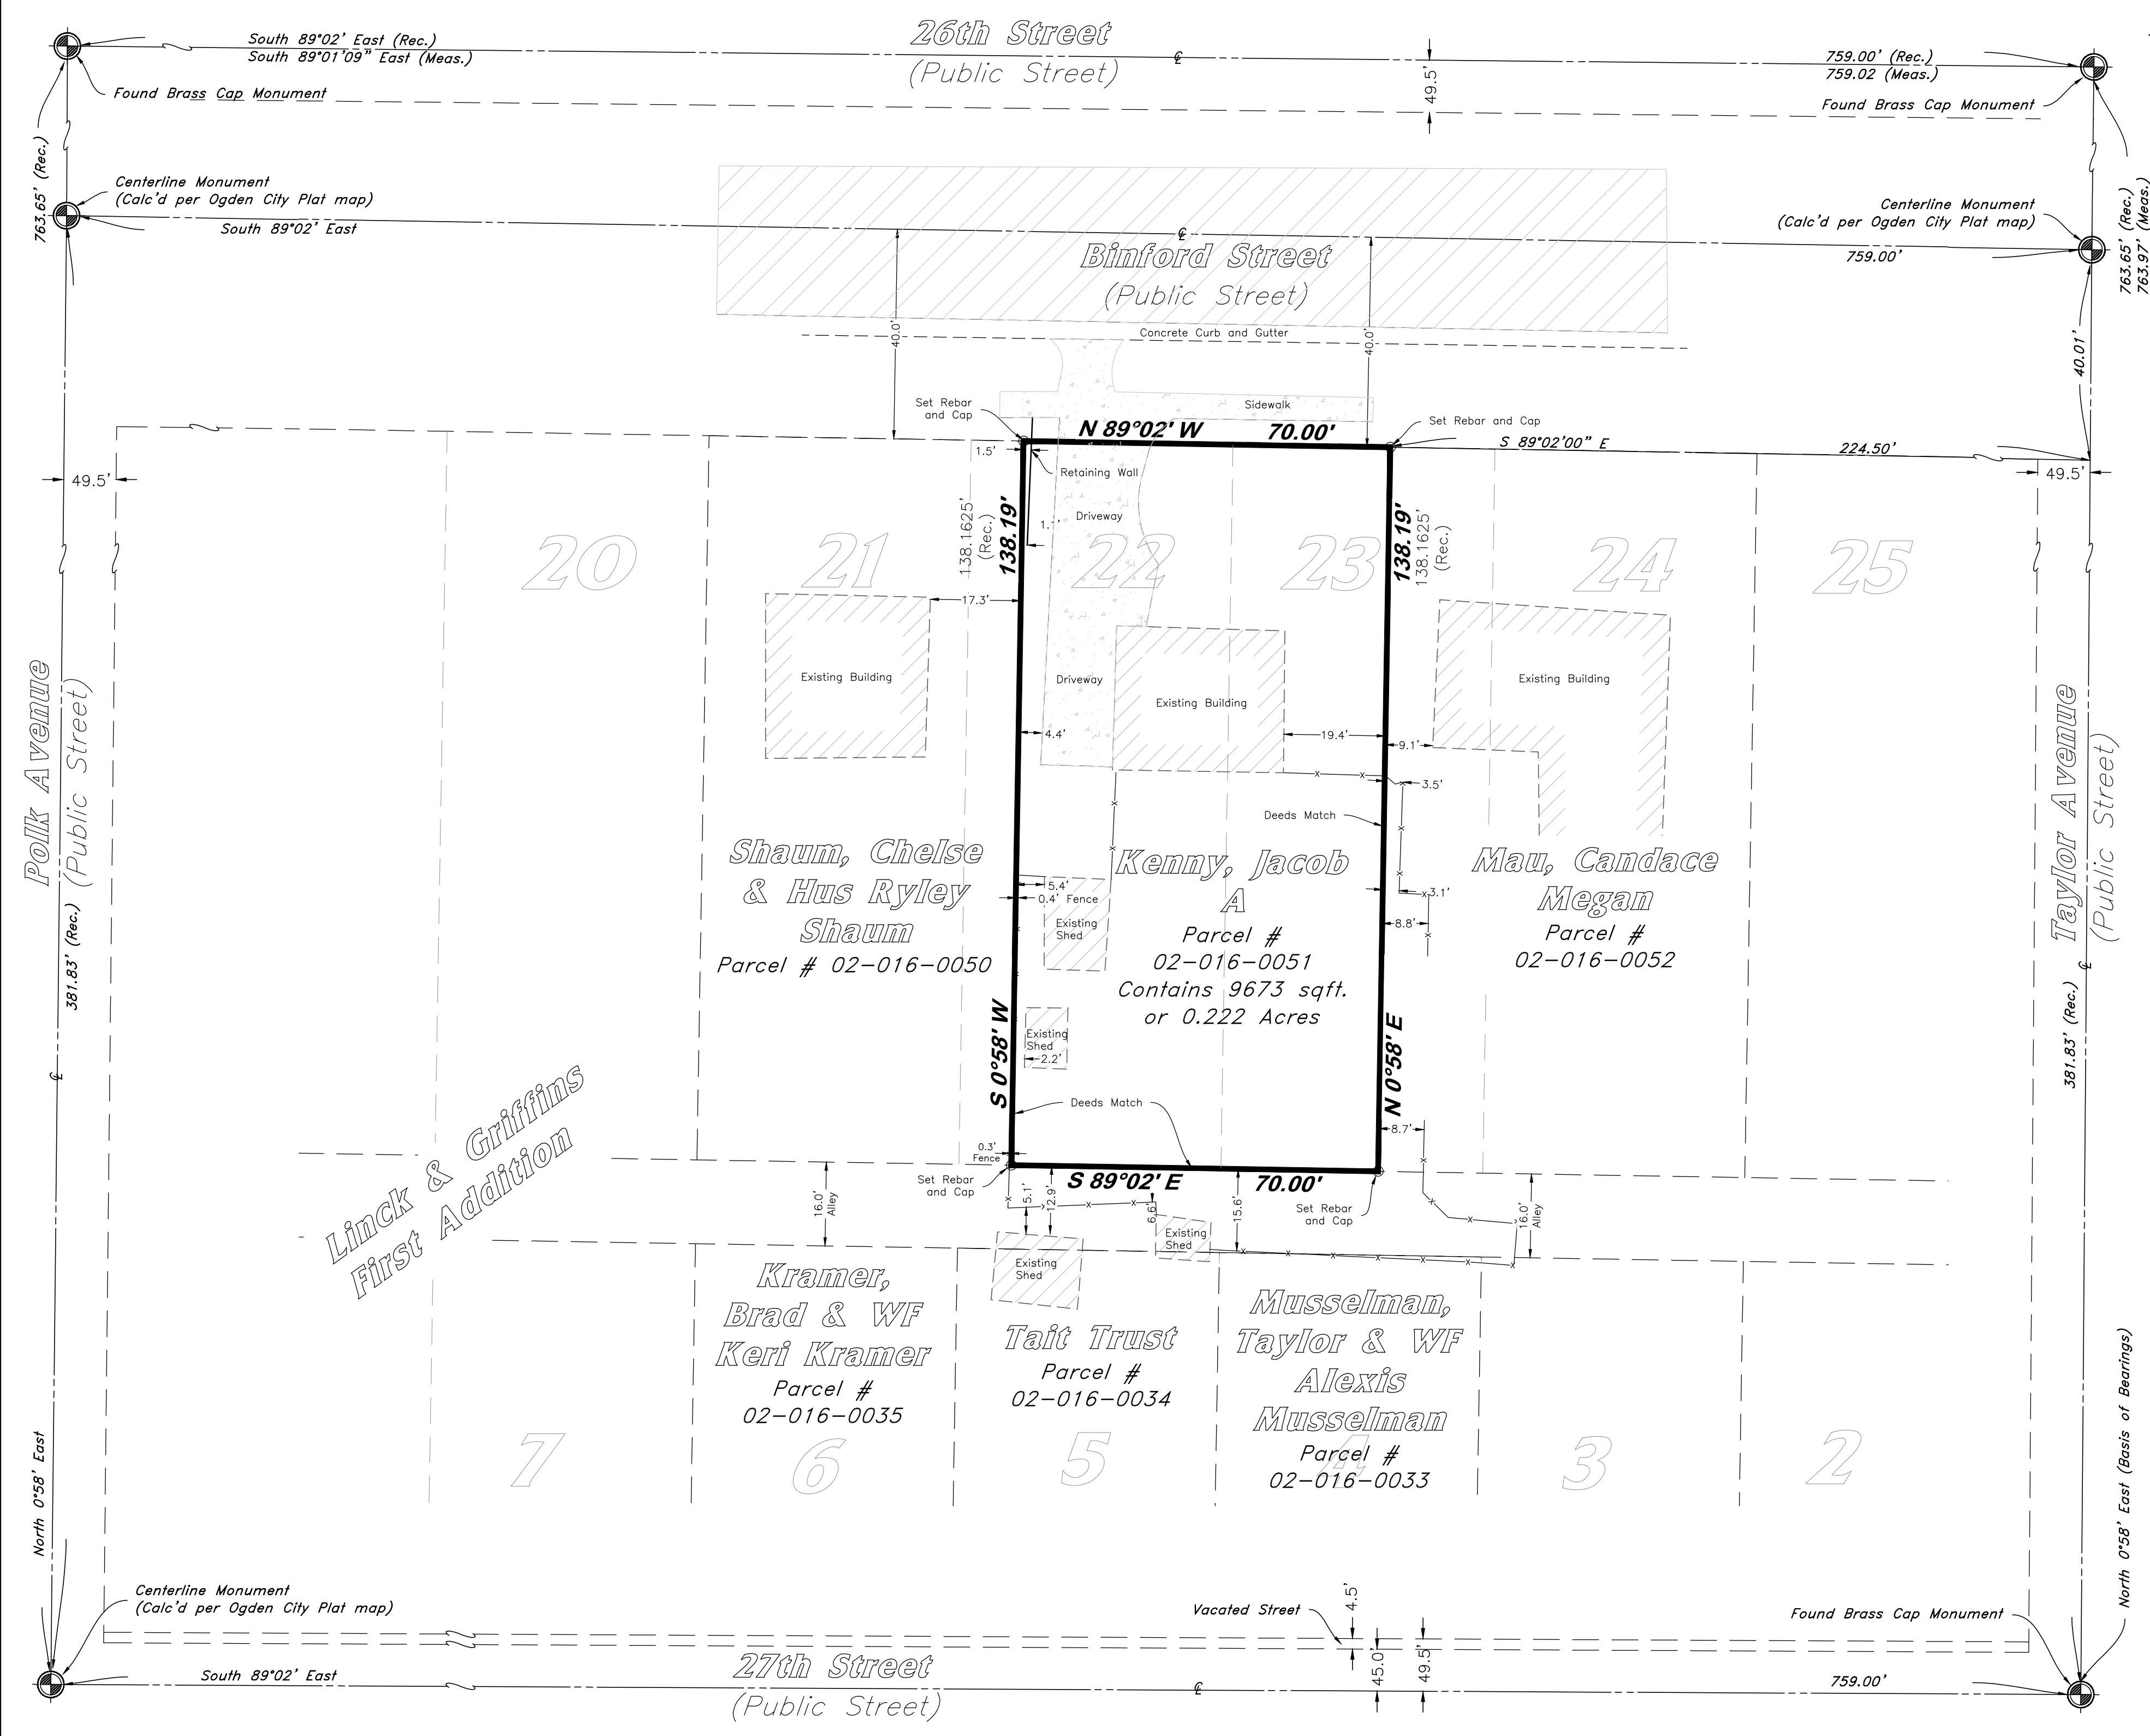 26th Street
(Public Street)
South 89°02' East (Rec.)
South 89°01'09" East (Meas.)
759.00' (Rec.)
759.02 (Meas.)
49.5'
Found Brass Cap Monument
Found Brass Cap Monument
763.65' (Rec.)
763.65' (Rec.)
763.97' (Meas.)
Centerline Monument
(Calc'd per Ogden City Plat map)
South 89°02' East
Centerline Monument
(Calc'd per Ogden City Plat map)
759.00'
Binford Street
(Public Street)
Concrete Curb and Gutter
40.0'
40.0'
40.01'
Sidewalk
Set Rebar
and Cap
N 89°02' W 70.00'
Set Rebar and Cap
S 89°02'00" E
224.50'
1.5'
Retaining Wall
49.5'
49.5'
138.1625'
(Rec.)
138.19'
1.1'
Driveway
138.19'
138.1625'
(Rec.)
20
21
22
23
24
25
17.3'
Existing Building
Driveway
Existing Building
Existing Building
4.4'
19.4'
9.1'
3.5'
Deeds Match
Polk Avenue
(Public Street)
Taylor Avenue
(Public Street)
Shaum, Chelse
& Hus Ryley
Shaum
Parcel # 02-016-0050
Kenny, Jacob
A
Parcel #
02-016-0051
Contains 9673 sqft.
or 0.222 Acres
Mau, Candace
Megan
Parcel #
02-016-0052
5.4'
0.4' Fence
Existing
Shed
3.1'
8.8'
381.83' (Rec.)
381.83' (Rec.)
S 0°58' W
N 0°58' E
Existing
Shed
2.2'
Deeds Match
8.7'
0.3'
Fence
Set Rebar
and Cap
S 89°02' E 70.00'
Set Rebar
and Cap
Linck & Griffins
First Addition
16.0'
Alley
5.1'
12.9'
6.6'
15.6'
16.0'
Alley
Existing
Shed
Existing
Shed
Kramer,
Brad & WF
Keri Kramer
Parcel #
02-016-0035
Tait Trust
Parcel #
02-016-0034
Musselman,
Taylor & WF
Alexis
Musselman
Parcel #
02-016-0033
7
6
5
4
3
2
North 0°58' East
North 0°58' East (Basis of Bearings)
Centerline Monument
(Calc'd per Ogden City Plat map)
Vacated Street
4.5'
45.0'
49.5'
Found Brass Cap Monument
South 89°02' East
27th Street
(Public Street)
759.00'